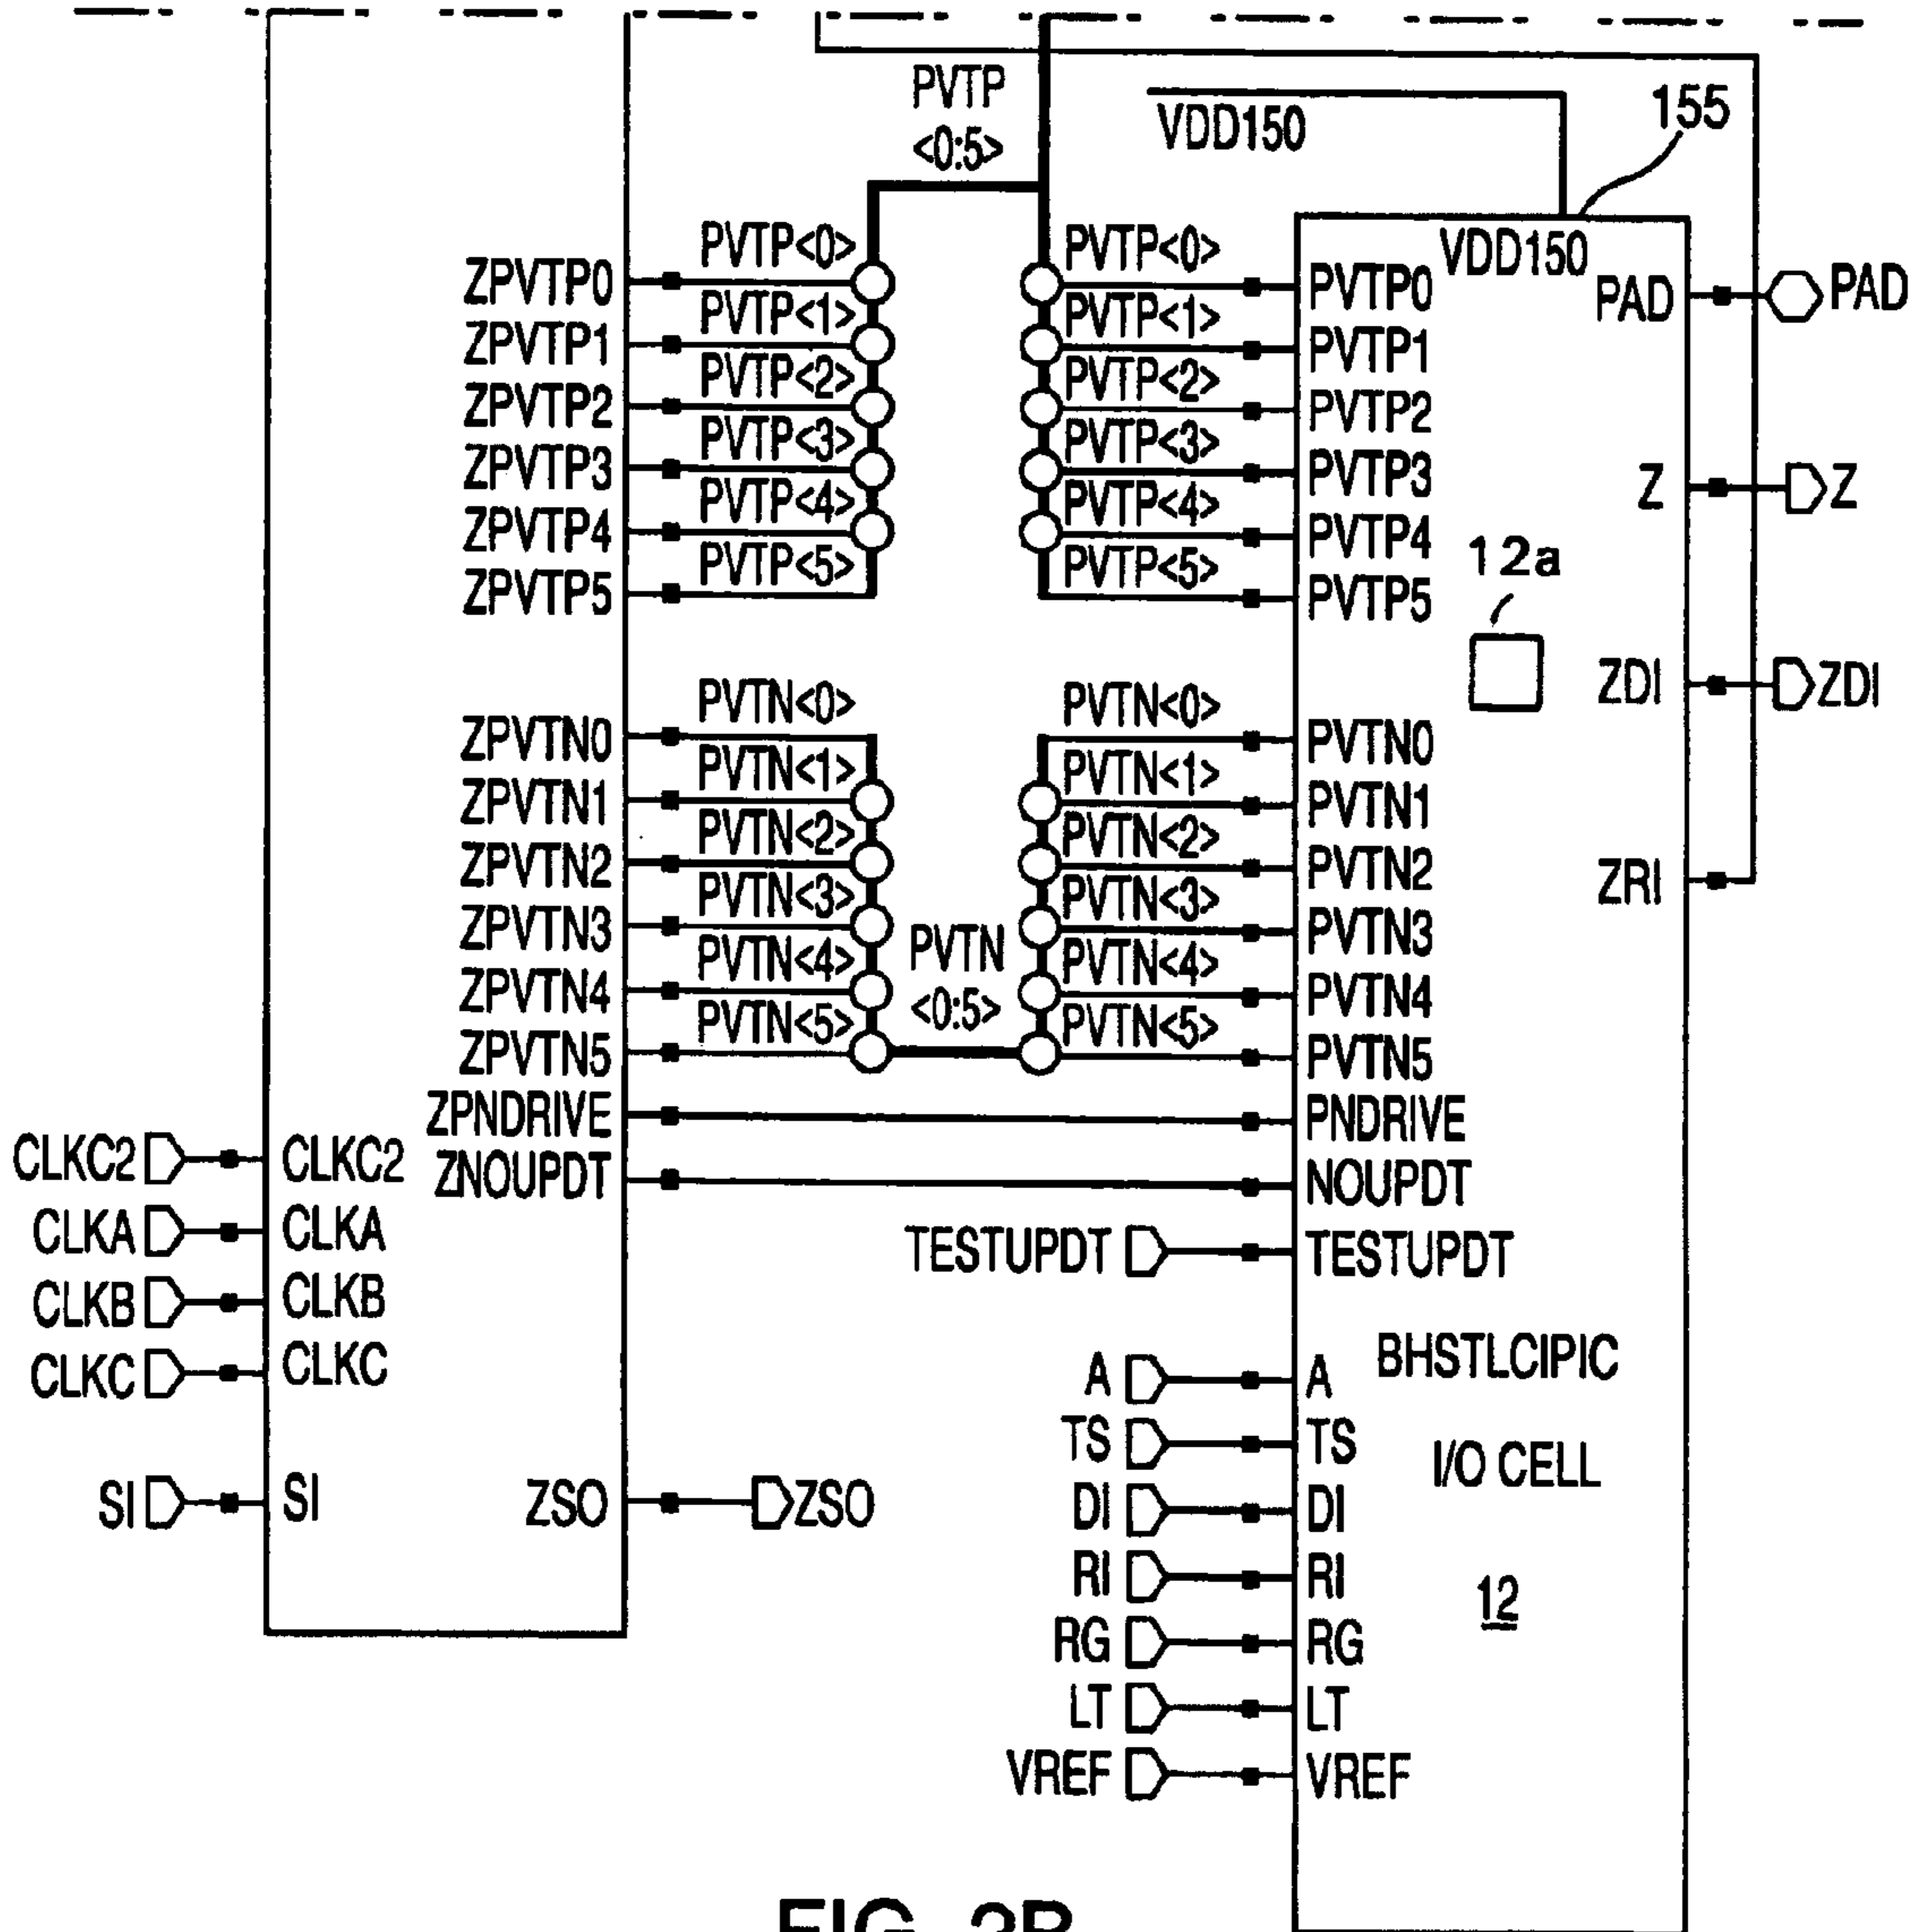 PVTP
<0:5>
VDD150
155
PVTP<0>
PVTP<1>
PVTP<2>
PVTP<3>
PVTP<4>
PVTP<5>
PVTP<0>
PVTP<1>
PVTP<2>
PVTP<3>
PVTP<4>
PVTP<5>
ZPVTP0
ZPVTP1
ZPVTP2
ZPVTP3
ZPVTP4
ZPVTP5
VDD150
PVTP0
PVTP1
PVTP2
PVTP3
PVTP4
PVTP5
PAD
PAD
Z
Z
12a
ZDI
ZDI
ZRI
PVTN<0>
PVTN<1>
PVTN<2>
PVTN<3>
PVTN<4>
PVTN<5>
PVTN
<0:5>
PVTN<0>
PVTN<1>
PVTN<2>
PVTN<3>
PVTN<4>
PVTN<5>
ZPVTN0
ZPVTN1
ZPVTN2
ZPVTN3
ZPVTN4
ZPVTN5
ZPNDRIVE
ZNOUPDT
PVTN0
PVTN1
PVTN2
PVTN3
PVTN4
PVTN5
PNDRIVE
NOUPDT
TESTUPDT
TESTUPDT
CLKC2
CLKC2
CLKA
CLKA
CLKB
CLKB
CLKC
CLKC
SI
SI
ZSO
ZSO
BHSTLCIPIC
I/O CELL
12
A
A
TS
TS
DI
DI
RI
RI
RG
RG
LT
LT
VREF
VREF
FIG. 2B